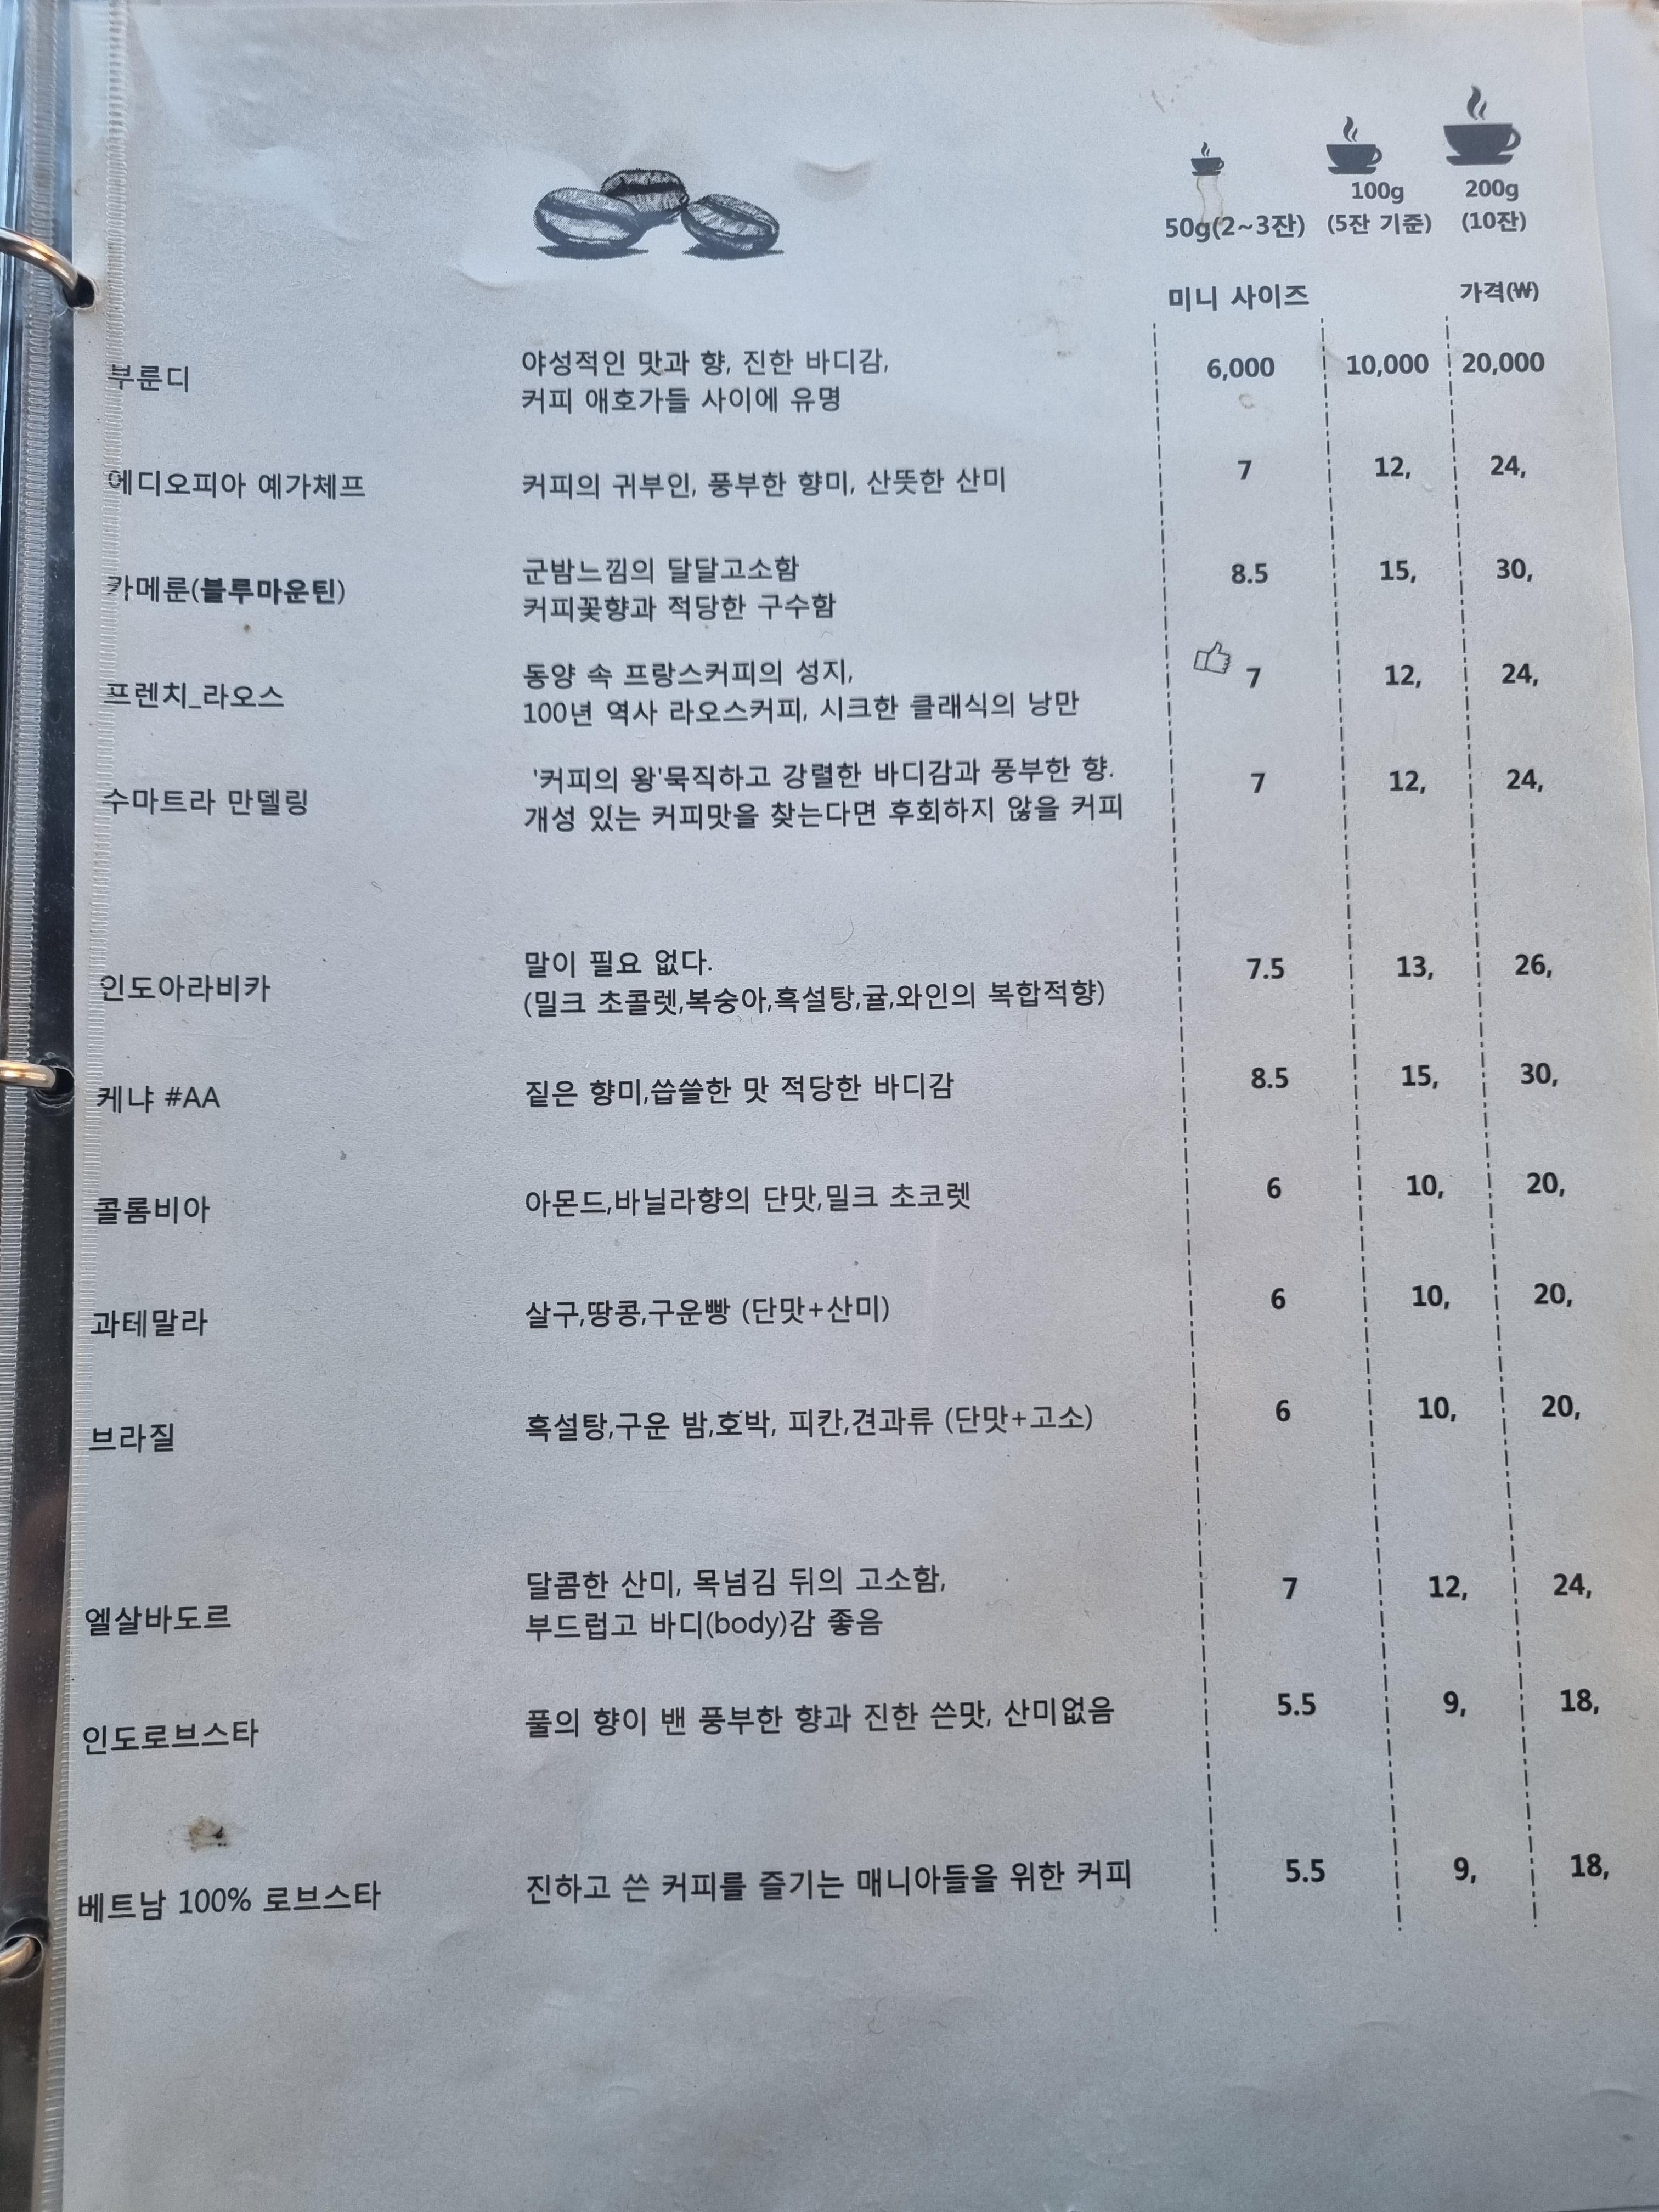 100g 200g
50g(2~3잔) (5잔 기준) (10잔)
미니 사이즈 가격(₩)
부룬디 야성적인 맛과 향, 진한 바디감, 6,000 10,000 20,000
커피 애호가들 사이에 유명
에디오피아 예가체프 커피의 귀부인, 풍부한 향미, 산뜻한 산미 7 12, 24,
카메룬(블루마운틴) 군밤느낌의 달달고소함 8.5 15, 30,
커피꽃향과 적당한 구수함
프렌치_라오스 동양 속 프랑스커피의 성지, 7 12, 24,
100년 역사 라오스커피, 시크한 클래식의 낭만
수마트라 만델링 '커피의 왕'묵직하고 강렬한 바디감과 풍부한 향. 7 12, 24,
개성 있는 커피맛을 찾는다면 후회하지 않을 커피
인도아라비카 말이 필요 없다. 7.5 13, 26,
(밀크 초콜렛,복숭아,흑설탕,귤,와인의 복합적향)
케냐 #AA 짙은 향미,씁쓸한 맛 적당한 바디감 8.5 15, 30,
콜롬비아 아몬드,바닐라향의 단맛,밀크 초코렛 6 10, 20,
과테말라 살구,땅콩,구운빵 (단맛+산미) 6 10, 20,
브라질 흑설탕,구운 밤,호박, 피칸,견과류 (단맛+고소) 6 10, 20,
엘살바도르 달콤한 산미, 목넘김 뒤의 고소함, 7 12, 24,
부드럽고 바디(body)감 좋음
인도로브스타 풀의 향이 밴 풍부한 향과 진한 쓴맛, 산미없음 5.5 9, 18,
베트남 100% 로브스타 진하고 쓴 커피를 즐기는 매니아들을 위한 커피 5.5 9, 18,